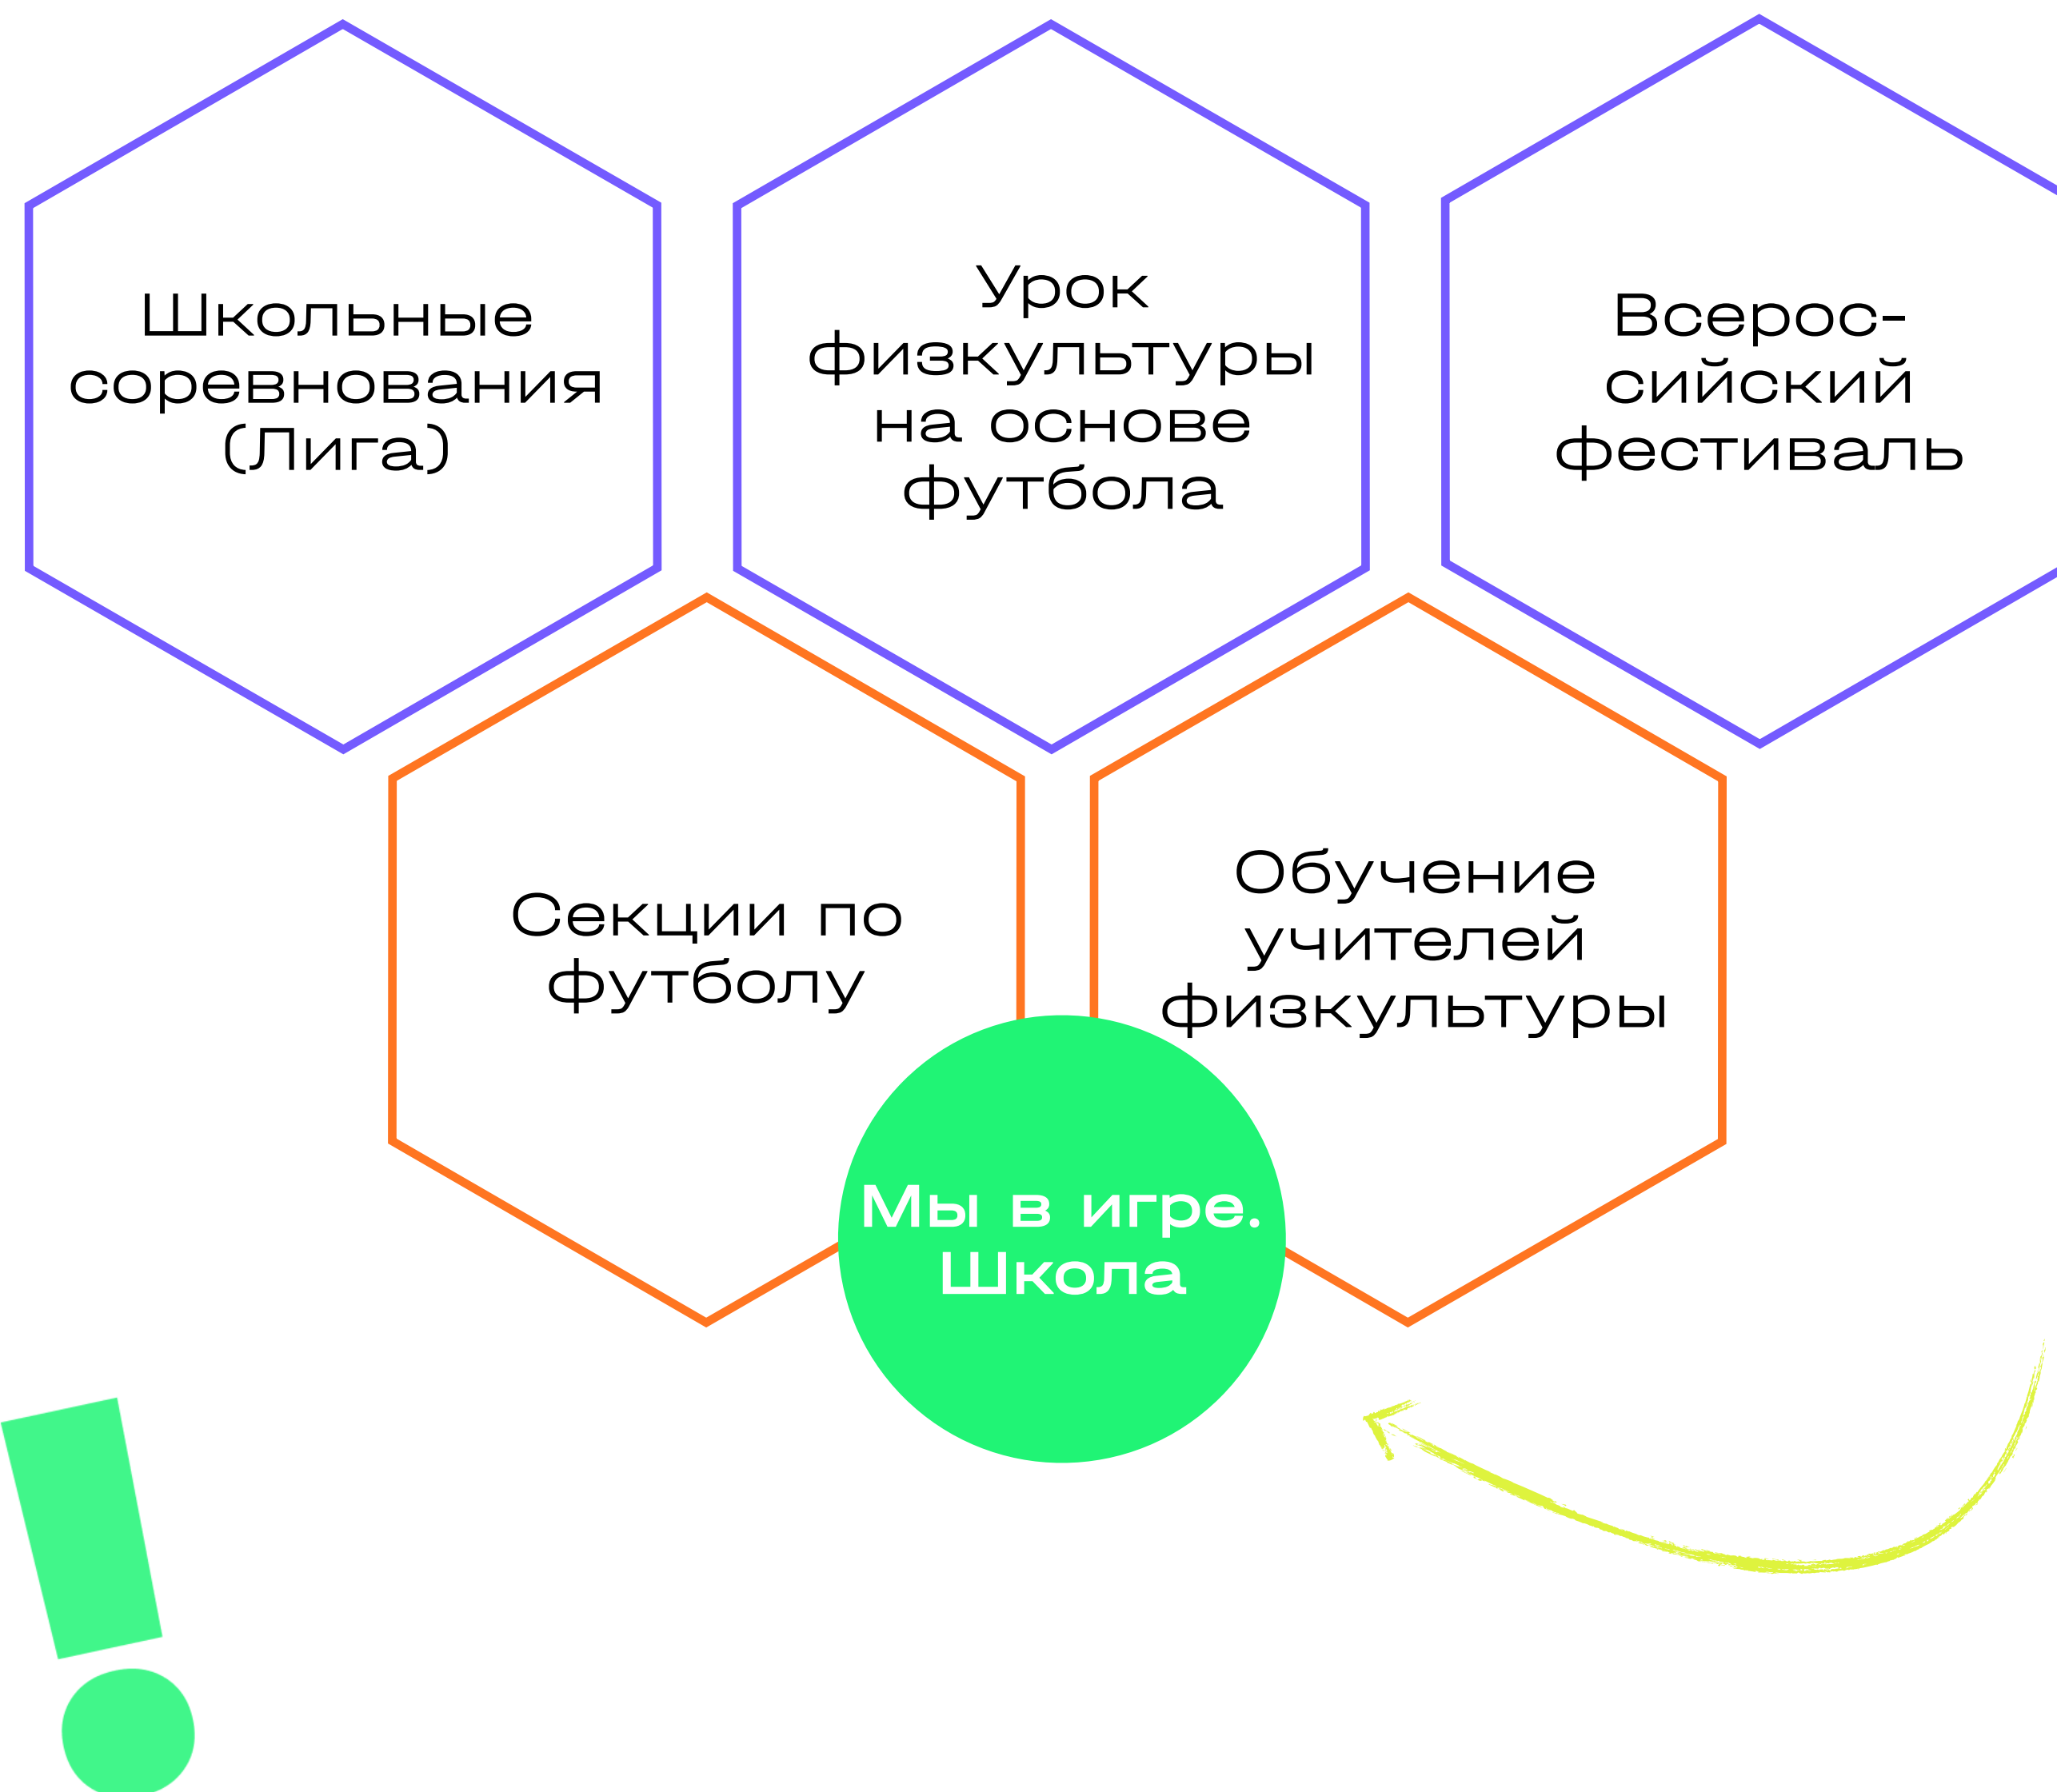 Школьные
соревнования
(Лига)
Урок
физкультуры
на основе
футбола
Всерос-
сийский
фестиваль
Секции по
футболу
Обучение
учителей
физкультуры
Мы в игре.
Школа
!